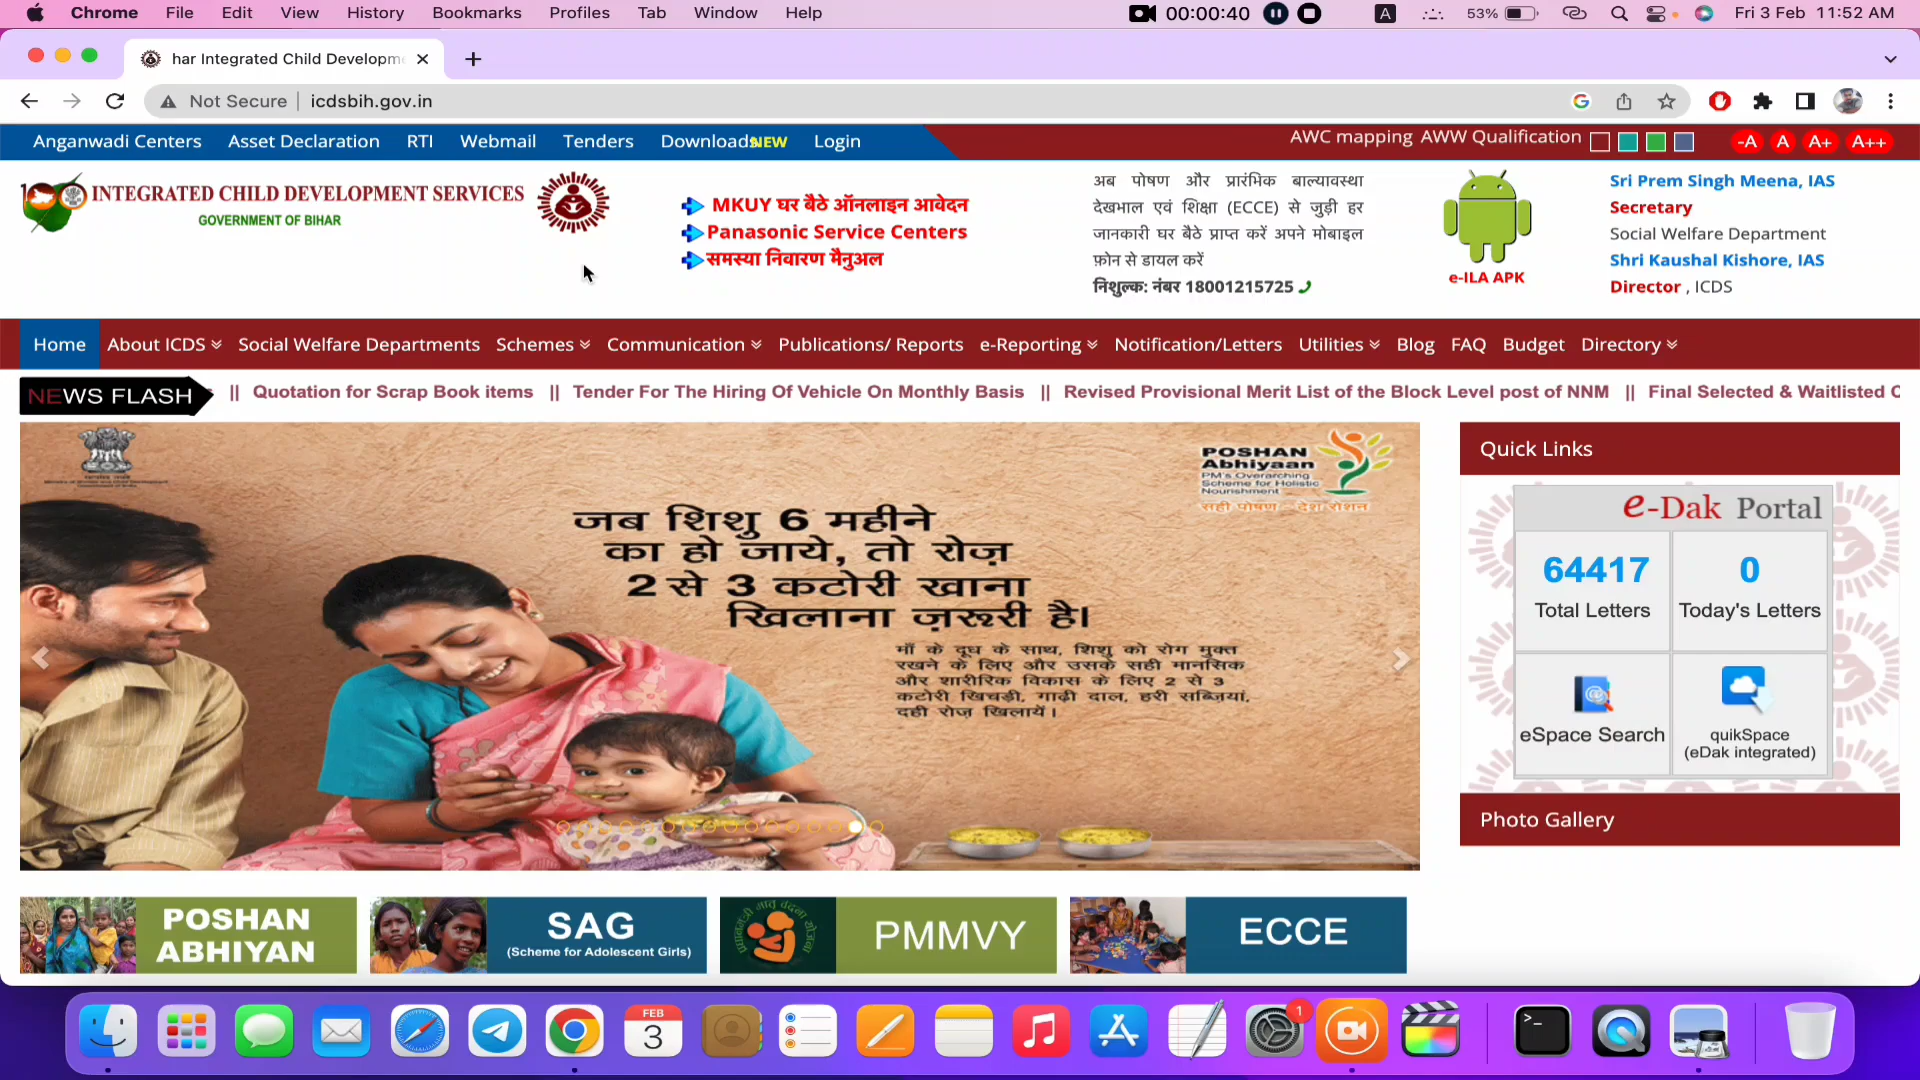 Chrome File Edit View History Bookmarks Profiles Tab Window Help 00:00:40 A 53% Fri 3 Feb 11:52 AM
har Integrated Child Developm
Not Secure icdsbih.gov.in
Anganwadi Centers Asset Declaration RTI Webmail Tenders Downloads NEW Login AWC mapping AWW Qualification -A A A+ A++
INTEGRATED CHILD DEVELOPMENT SERVICES
GOVERNMENT OF BIHAR
MKUY घर बैठे ऑनलाइन आवेदन
Panasonic Service Centers
समस्या निवारण मैनुअल
अब पोषण और प्रारंभिक बाल्यावस्था
देखभाल एवं शिक्षा (ECCE) से जुड़ी हर
जानकारी घर बैठे प्राप्त करें अपने मोबाइल
फ़ोन से डायल करें
निशुल्क: नंबर 18001215725
e-ILA APK
Sri Prem Singh Meena, IAS
Secretary
Social Welfare Department
Shri Kaushal Kishore, IAS
Director , ICDS
Home About ICDS Social Welfare Departments Schemes Communication Publications/ Reports e-Reporting Notification/Letters Utilities Blog FAQ Budget Directory
NEWS FLASH || Quotation for Scrap Book items || Tender For The Hiring Of Vehicle On Monthly Basis || Revised Provisional Merit List of the Block Level post of NNM || Final Selected & Waitlisted C
POSHAN
Abhiyaan
PM's Overarching
Scheme for Holistic
Nourishment
सही पोषण - देश रोशन
जब शिशु 6 महीने
का हो जाये, तो रोज़
2 से 3 कटोरी खाना
खिलाना ज़रूरी है।
माँ के दूध के साथ, शिशु को रोग मुक्त
रखने के लिए और उसके सही मानसिक
और शारीरिक विकास के लिए 2 से 3
कटोरी खिचड़ी, गाढ़ी दाल, हरी सब्ज़ियां,
दही रोज़ खिलायें।
Quick Links
e-Dak Portal
64417
Total Letters
0
Today's Letters
eSpace Search
quikSpace
(eDak integrated)
Photo Gallery
POSHAN
ABHIYAN
SAG
(Scheme for Adolescent Girls)
PMMVY
ECCE
FEB
3
1